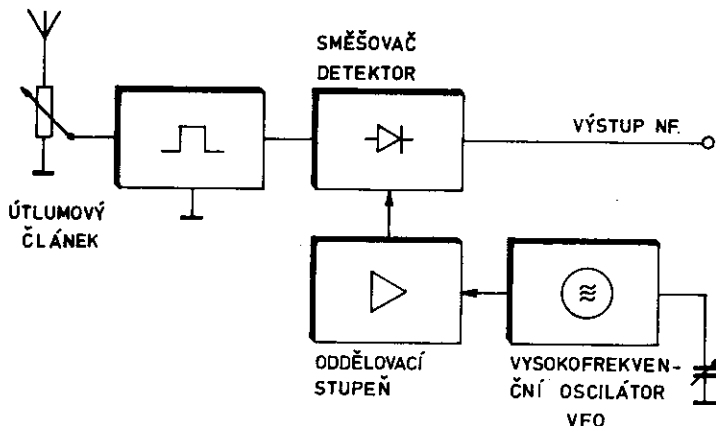 SMĚŠOVAČ
DETEKTOR
VÝSTUP NF.
ÚTLUMOVÝ
ČLÁNEK
ODDĚLOVACÍ
STUPEŇ
VYSOKOFREKVEN-
ČNÍ OSCILÁTOR
VFO